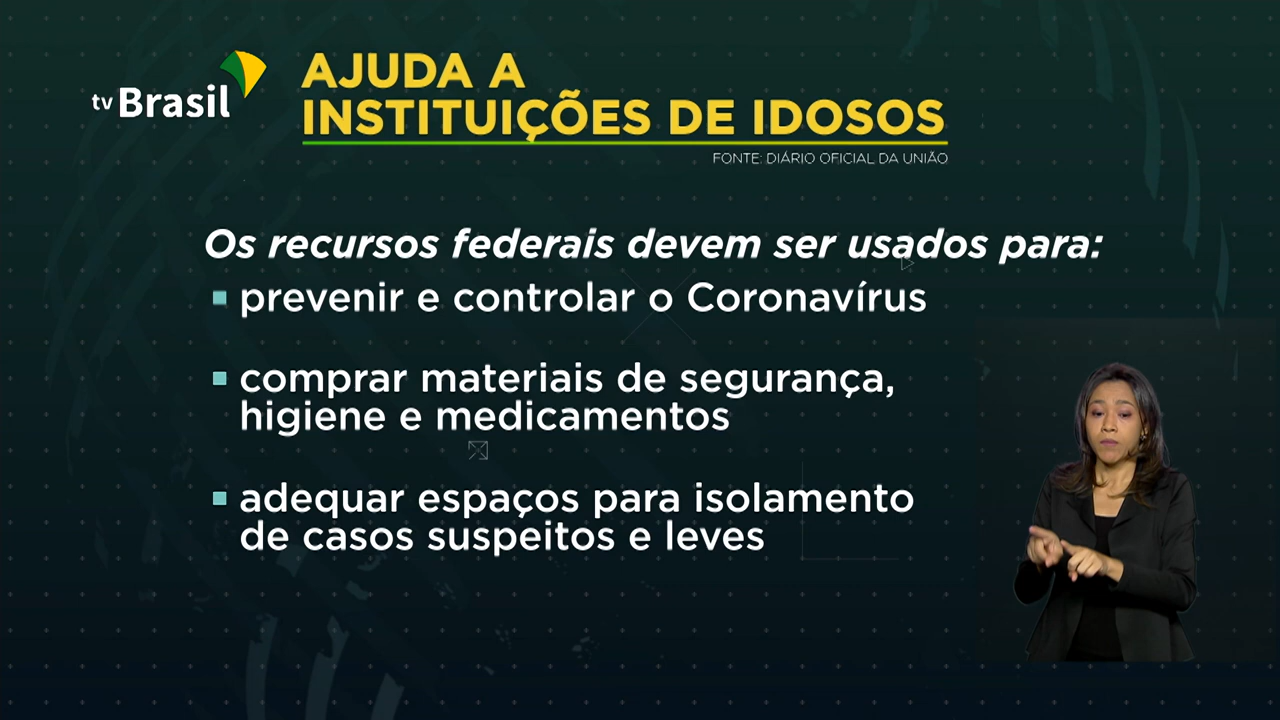 tv Brasil
AJUDA A
INSTITUIÇÕES DE IDOSOS
FONTE: DIÁRIO OFICIAL DA UNIÃO
Os recursos federais devem ser usados para:
prevenir e controlar o Coronavírus
comprar materiais de segurança,
higiene e medicamentos
adequar espaços para isolamento
de casos suspeitos e leves